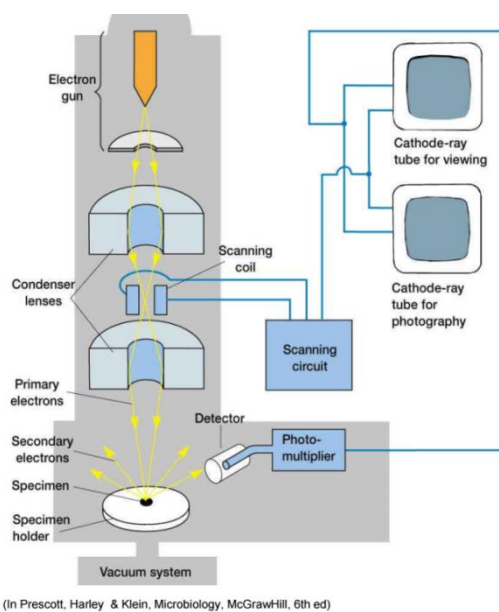 Electron
gun
Cathode-ray
tube for viewing
Scanning
coil
Condenser
lenses
Cathode-ray
tube for
photography
Scanning
circuit
Primary
electrons
Detector
Secondary
electrons
Photo-
multiplier
Specimen
Specimen
holder
Vacuum system
(In Prescott, Harley & Klein, Microbiology, McGrawHill, 6th ed)